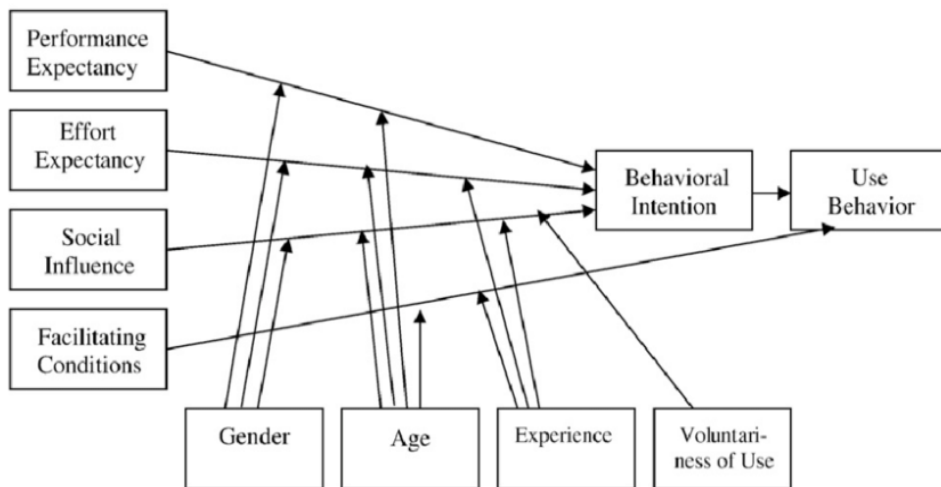 Performance
Expectancy
Effort
Expectancy
Social
Influence
Facilitating
Conditions
Behavioral
Intention
Use
Behavior
Gender
Age
Experience
Voluntari-
ness of Use